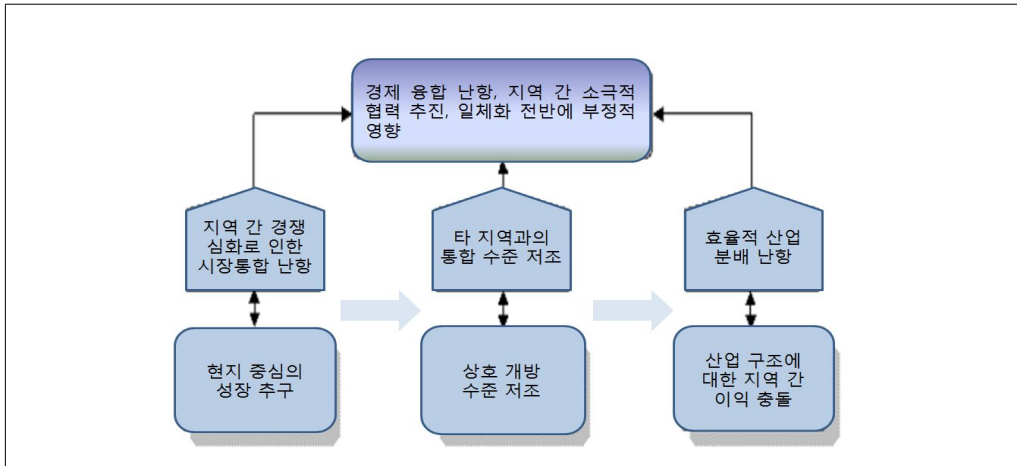 경제 융합 난항, 지역 간 소극적
협력 추진, 일체화 전반에 부정적
영향
지역 간 경쟁
심화로 인한
시장통합 난항
타 지역과의
통합 수준 저조
효율적 산업
분배 난항
현지 중심의
성장 추구
상호 개방
수준 저조
산업 구조에
대한 지역 간
이익 충돌